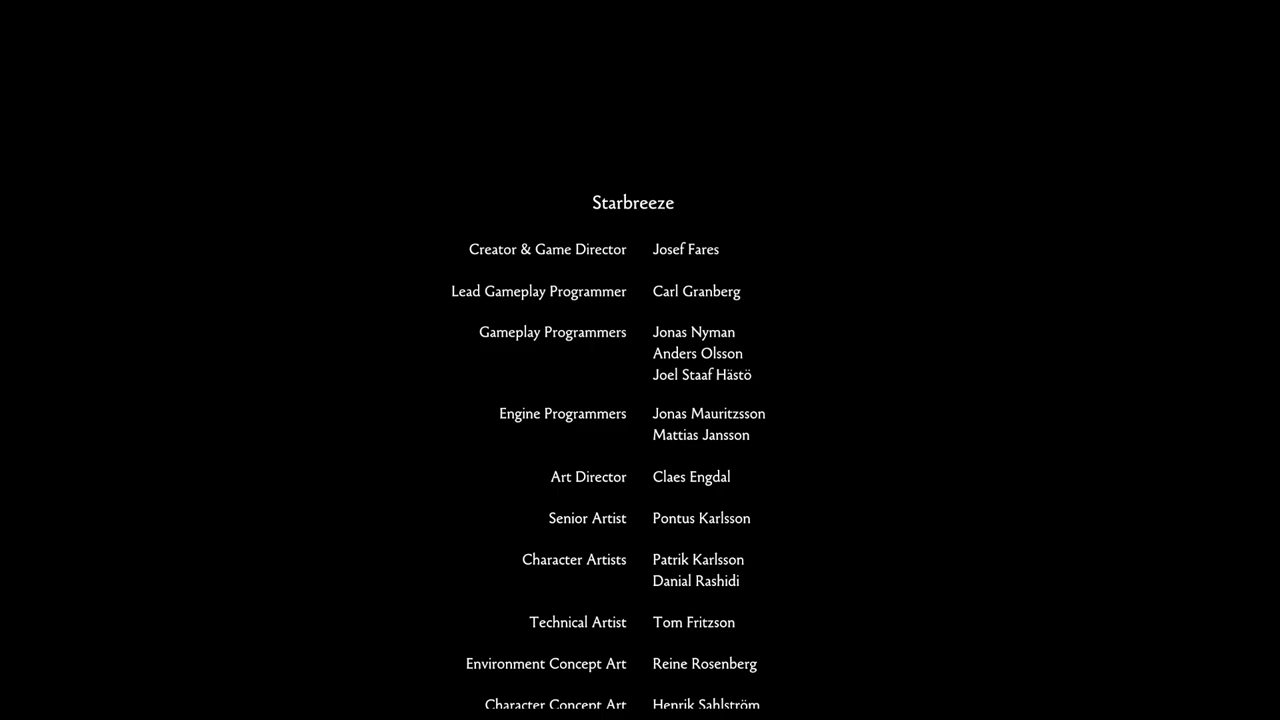 Starbreeze
Creator & Game Director Josef Fares
Lead Gameplay Programmer Carl Granberg
Gameplay Programmers Jonas Nyman
Anders Olsson
Joel Staaf Hästö
Engine Programmers Jonas Mauritzsson
Mattias Jansson
Art Director Claes Engdal
Senior Artist Pontus Karlsson
Character Artists Patrik Karlsson
Danial Rashidi
Technical Artist Tom Fritzson
Environment Concept Art Reine Rosenberg
Character Concept Art Henrik Sahlström